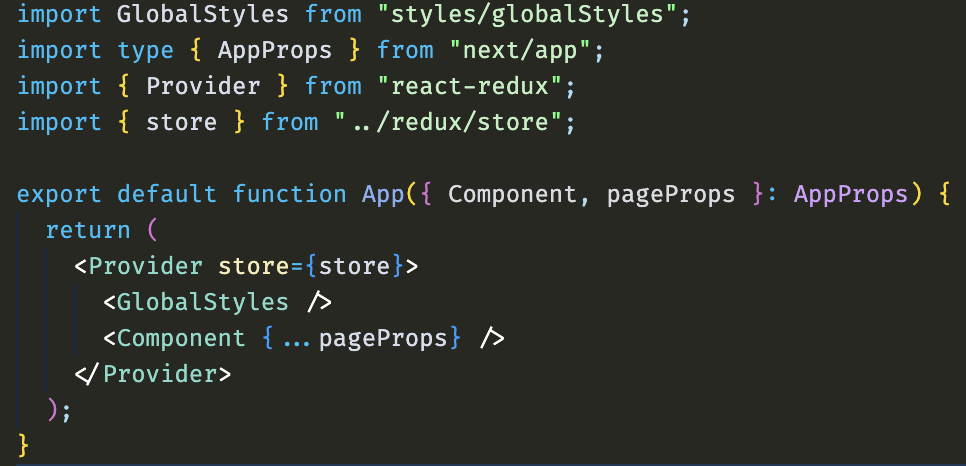 import GlobalStyles from "styles/globalStyles";
import type { AppProps } from "next/app";
import { Provider } from "react-redux";
import { store } from "../redux/store";
export default function App({ Component, pageProps }: AppProps) {
return (
<Provider store={store}>
<GlobalStyles />
<Component {...pageProps} />
</Provider>
);
}